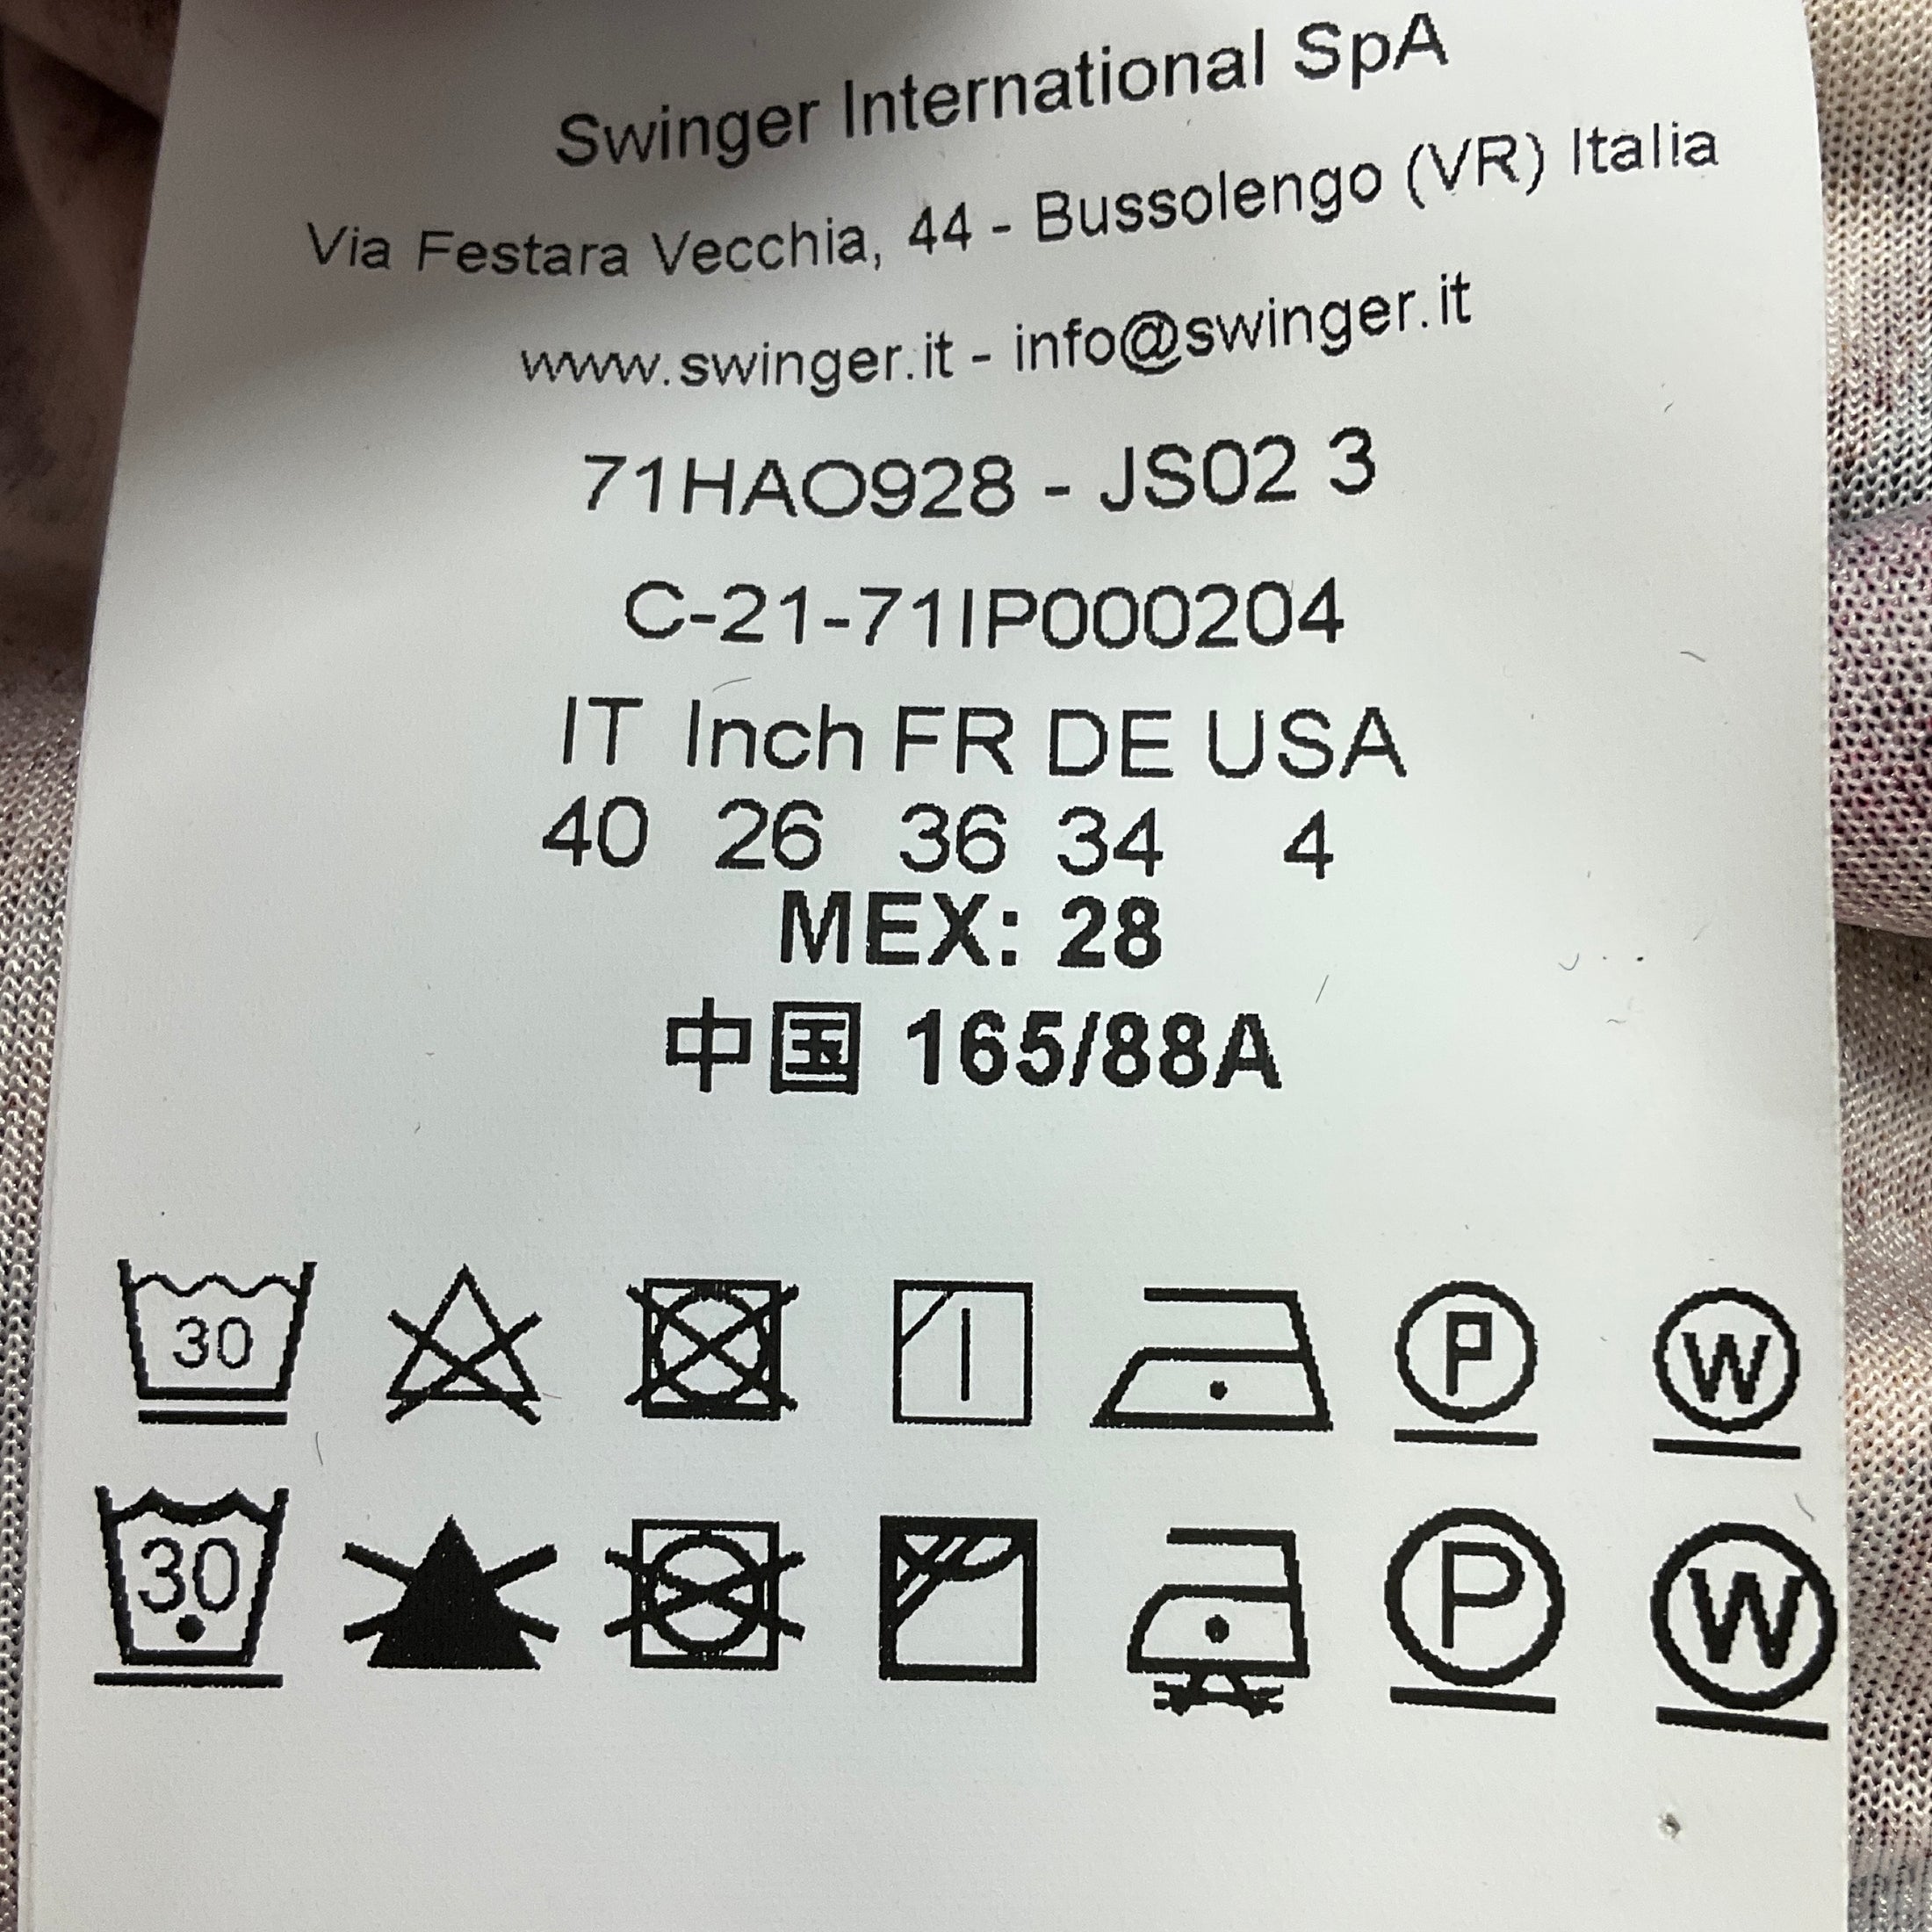 Swinger International SpA
Via Festara Vecchia, 44 - Bussolengo (VR) Italia
www.swinger.it - info@swinger.it
71HAO928 - JS02 3
C-21-71IP000204
IT Inch FR DE USA
40 26 36 34 4
MEX: 28
中国 165/88A
30 P W
30 P W